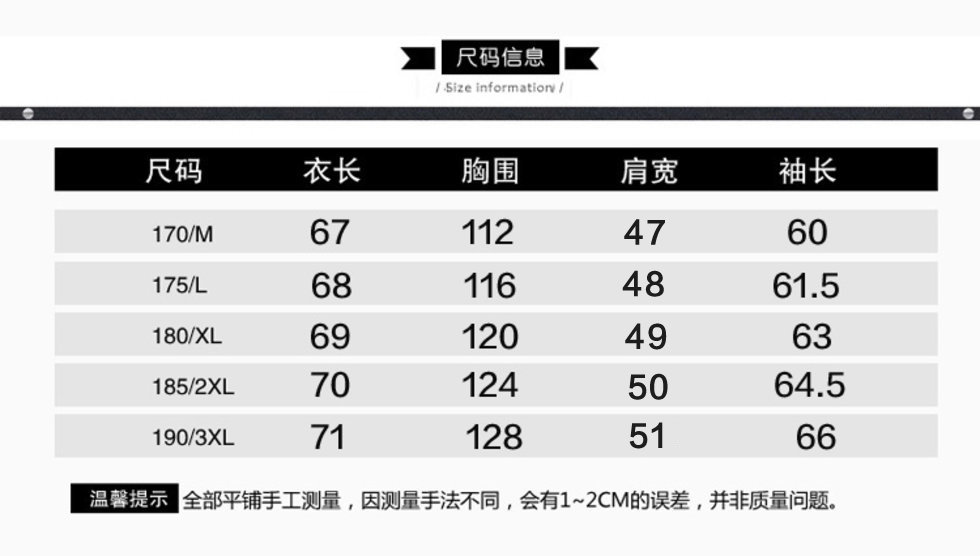 尺码信息
/ Size information /
尺码 衣长 胸围 肩宽 袖长
170/M 67 112 47 60
175/L 68 116 48 61.5
180/XL 69 120 49 63
185/2XL 70 124 50 64.5
190/3XL 71 128 51 66
温馨提示 全部平铺手工测量，因测量手法不同，会有1~2CM的误差，并非质量问题。